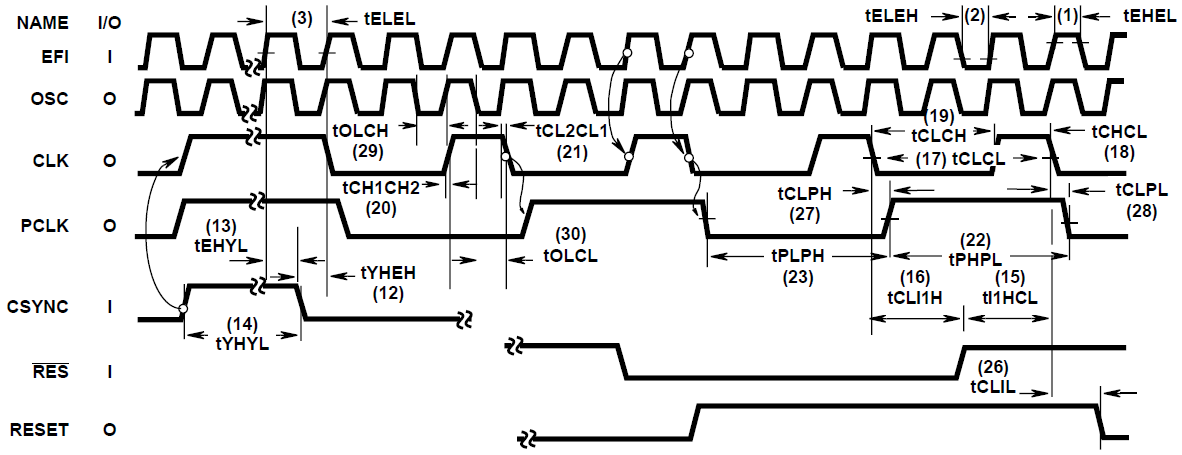 NAME I/O
(3) tELEL tELEH (2) (1) tEHEL
EFI I
OSC O
tOLCH (29)
tCL2CL1 (21)
(19) tCLCH
tCHCL (18)
CLK O
(17) tCLCL
tCH1CH2 (20)
tCLPH (27)
tCLPL (28)
PCLK O
(13) tEHYL
(30) tOLCL
tPLPH (23)
(22) tPHPL
tYHEH (12)
(16) tCLI1H
(15) tI1HCL
CSYNC I
(14) tYHYL
RES I
(26) tCLIL
RESET O